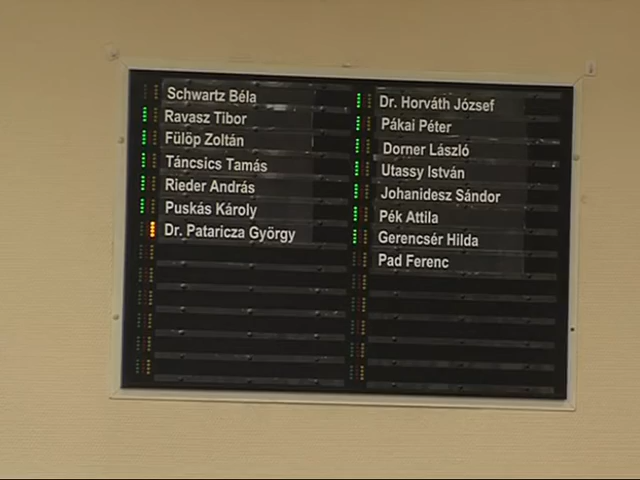 Schwartz Béla
Ravasz Tibor
Fülöp Zoltán
Táncsics Tamás
Rieder András
Puskás Károly
Dr. Pataricza György
Dr. Horváth József
Pákai Péter
Dorner László
Utassy István
Johanidesz Sándor
Pék Attila
Gerencsér Hilda
Pad Ferenc